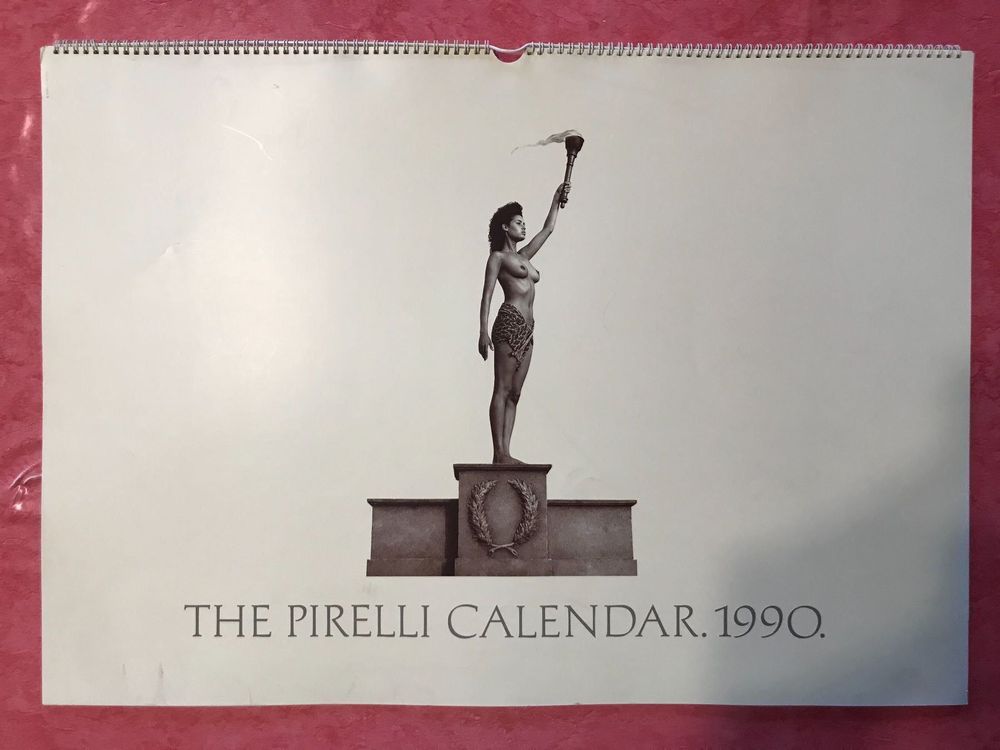 THE PIRELLI CALENDAR. 1990.